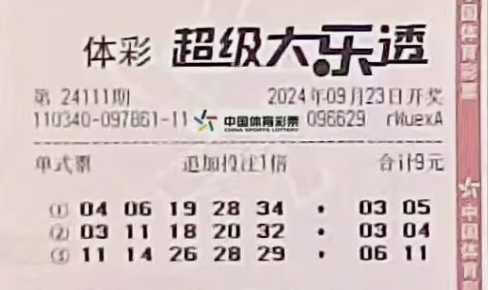 体彩 超级大乐透
第 24111期 2024年09月23日开奖
110340-097861-11 中国体育彩票 096629 rWuexA
CHINA SPORTS LOTTERY
单式票 追加投注1倍 合计9元
① 04 06 19 28 34 • 03 05
② 03 11 18 20 32 • 03 04
③ 11 14 26 28 29 • 06 11
国体育彩票
中国体育